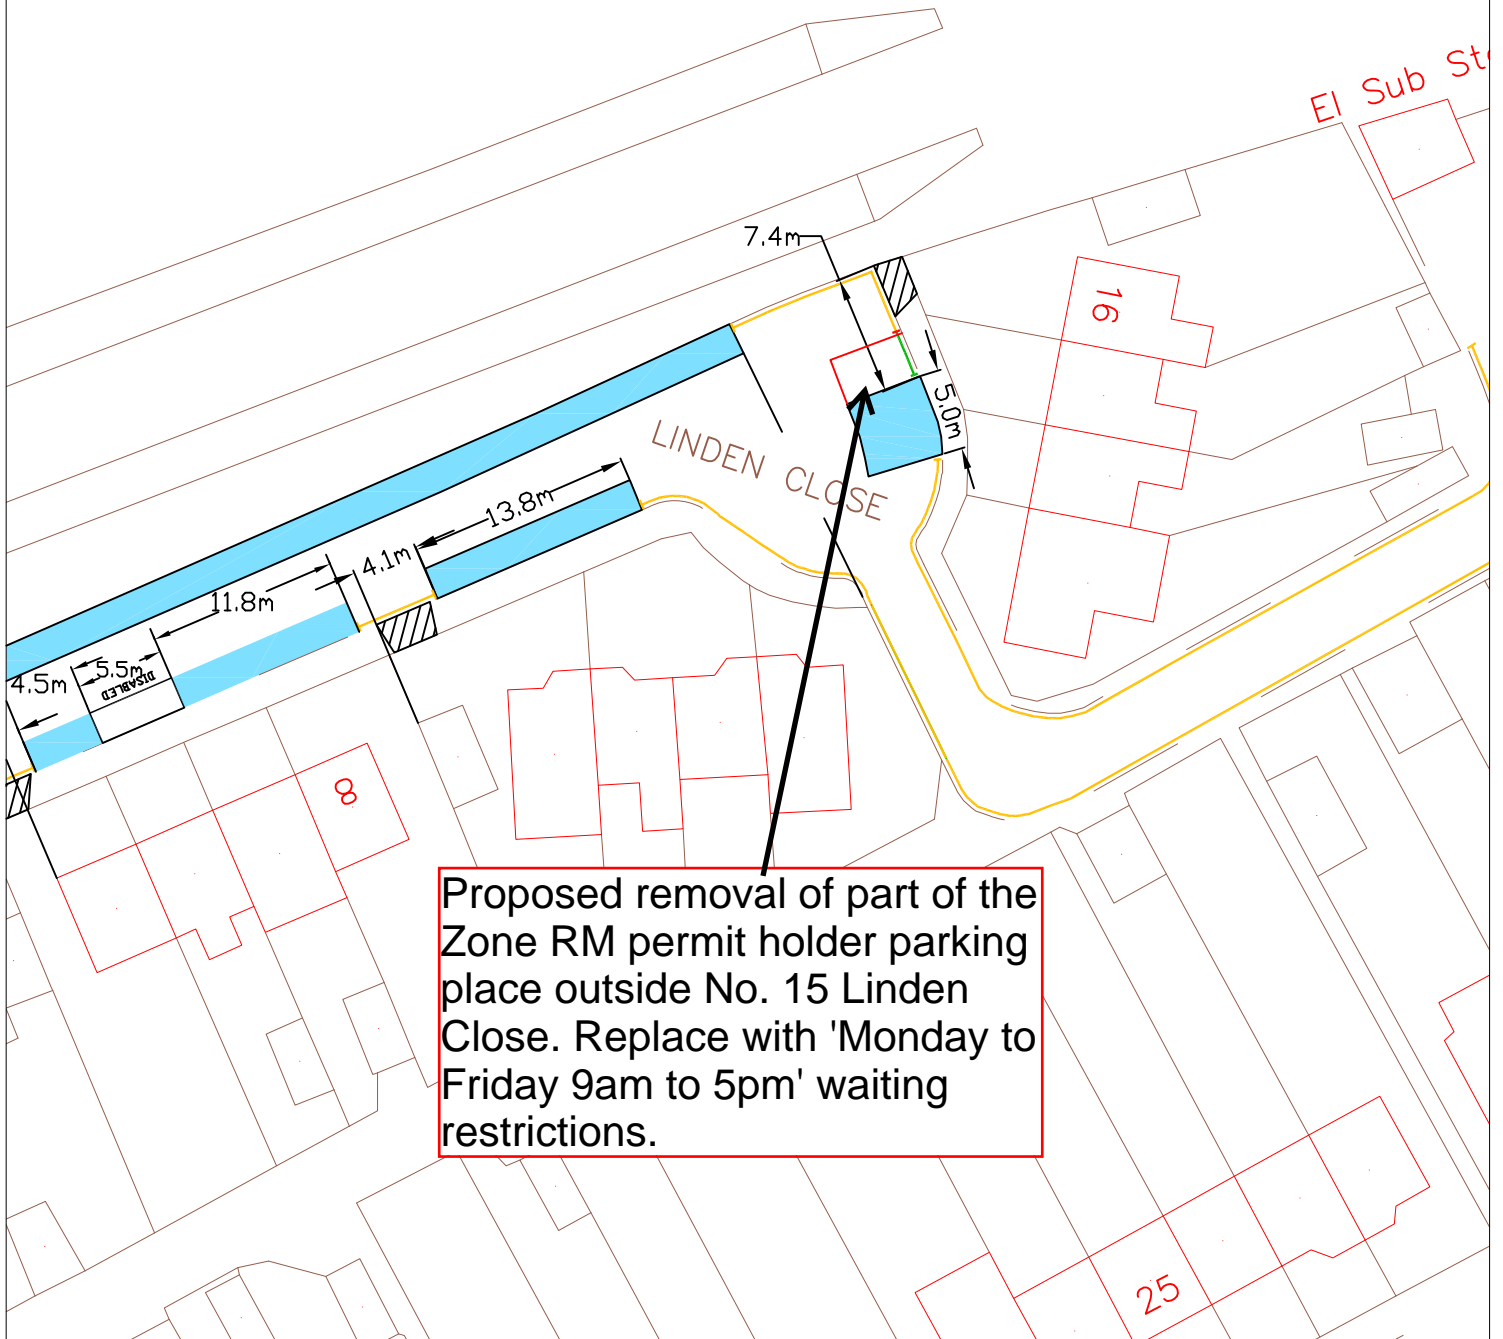 El Sub
7.4m
16
5.0m
LINDEN CLOSE
13.8m
4.1m
11.8m
5.5m
DISABLED
4.5m
8
Proposed removal of part of the
Zone RM permit holder parking
place outside No. 15 Linden
Close. Replace with 'Monday to
Friday 9am to 5pm' waiting
restrictions.
25